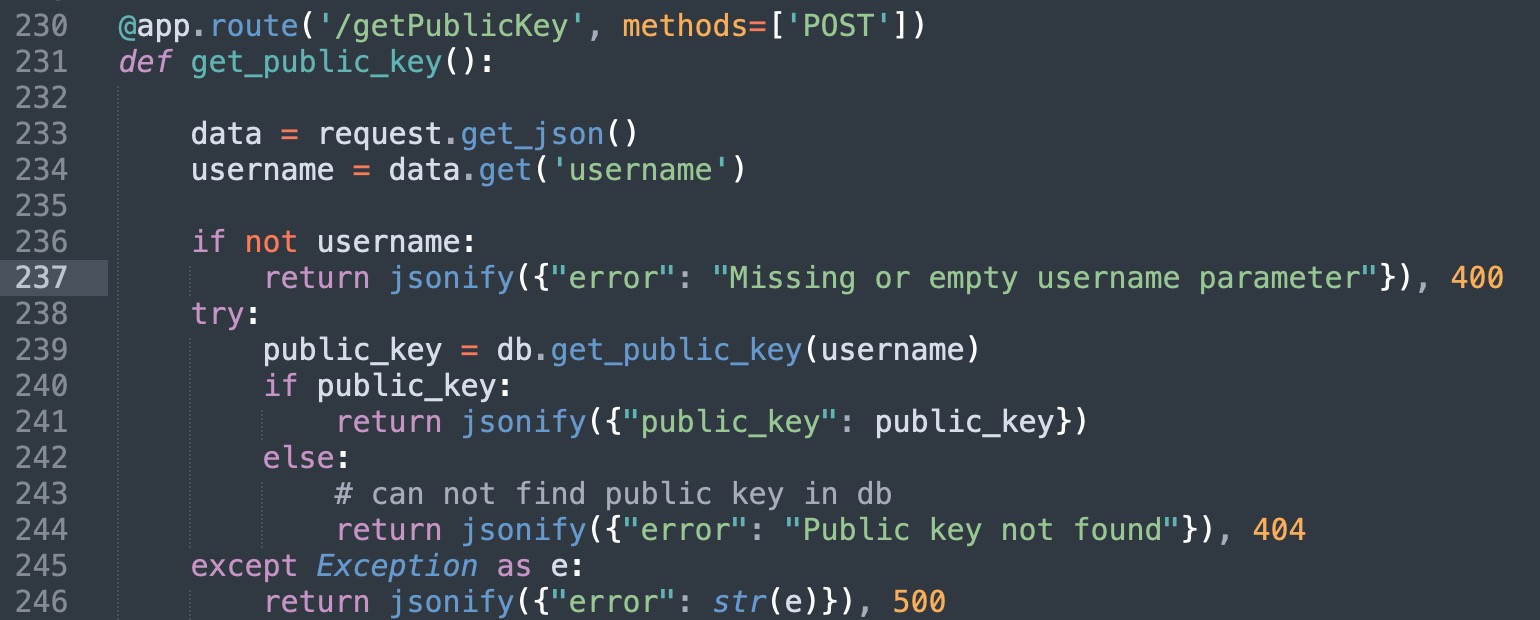 230 @app.route('/getPublicKey', methods=['POST'])
231 def get_public_key():
232
233     data = request.get_json()
234     username = data.get('username')
235
236     if not username:
237         return jsonify({"error": "Missing or empty username parameter"}), 400
238     try:
239         public_key = db.get_public_key(username)
240         if public_key:
241             return jsonify({"public_key": public_key})
242         else:
243             # can not find public key in db
244             return jsonify({"error": "Public key not found"}), 404
245     except Exception as e:
246         return jsonify({"error": str(e)}), 500